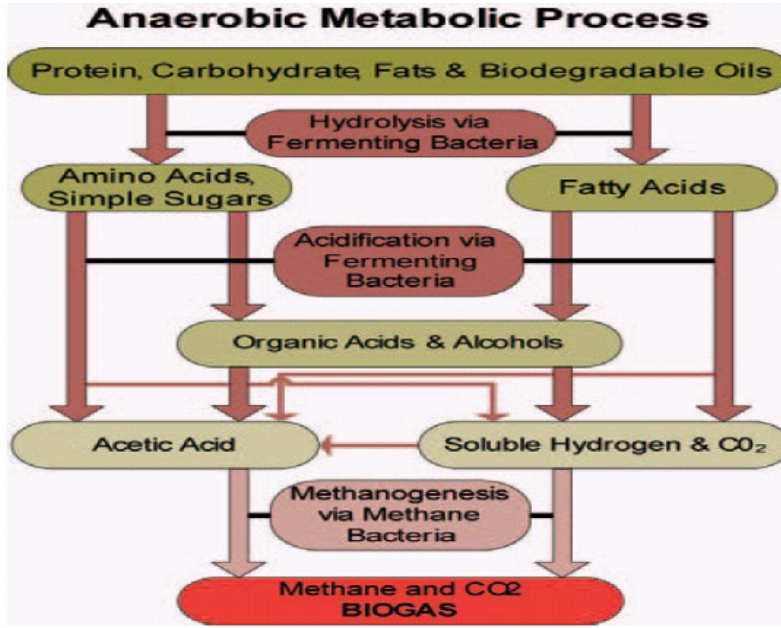 Anaerobic Metabolic Process
Protein, Carbohydrate, Fats & Biodegradable Oils
Hydrolysis via
Fermenting Bacteria
Amino Acids,
Simple Sugars
Fatty Acids
Acidification via
Fermenting
Bacteria
Organic Acids & Alcohols
Acetic Acid
Soluble Hydrogen & C0₂
Methanogenesis
via Methane
Bacteria
Methane and CO2
BIOGAS